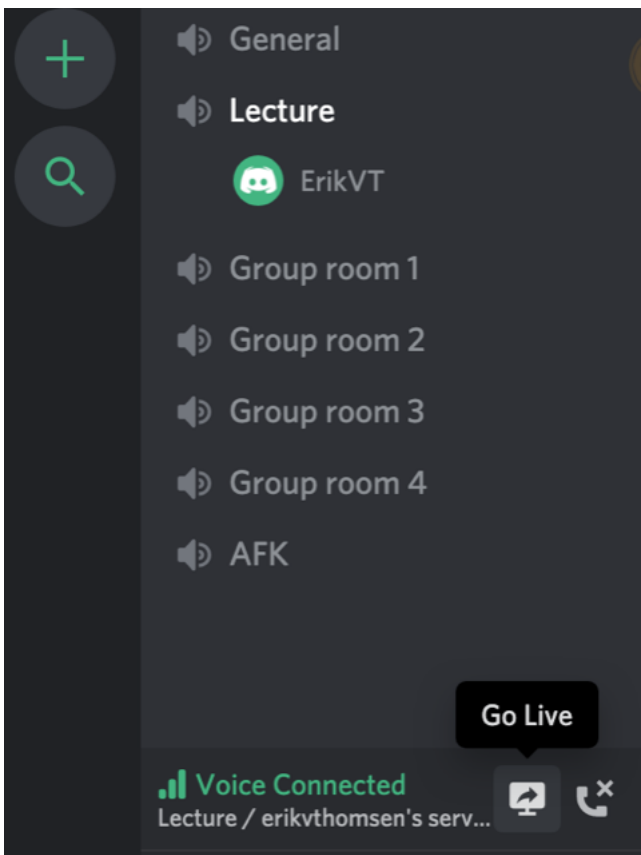 General
Lecture
ErikVT
Group room 1
Group room 2
Group room 3
Group room 4
AFK
Go Live
Voice Connected
Lecture / erikvthomsen's serv...